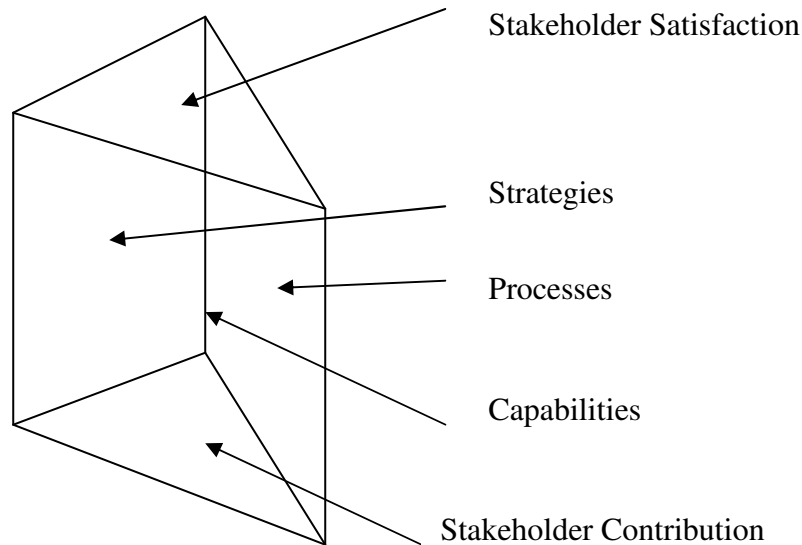 Stakeholder Satisfaction
Strategies
Processes
Capabilities
Stakeholder Contribution